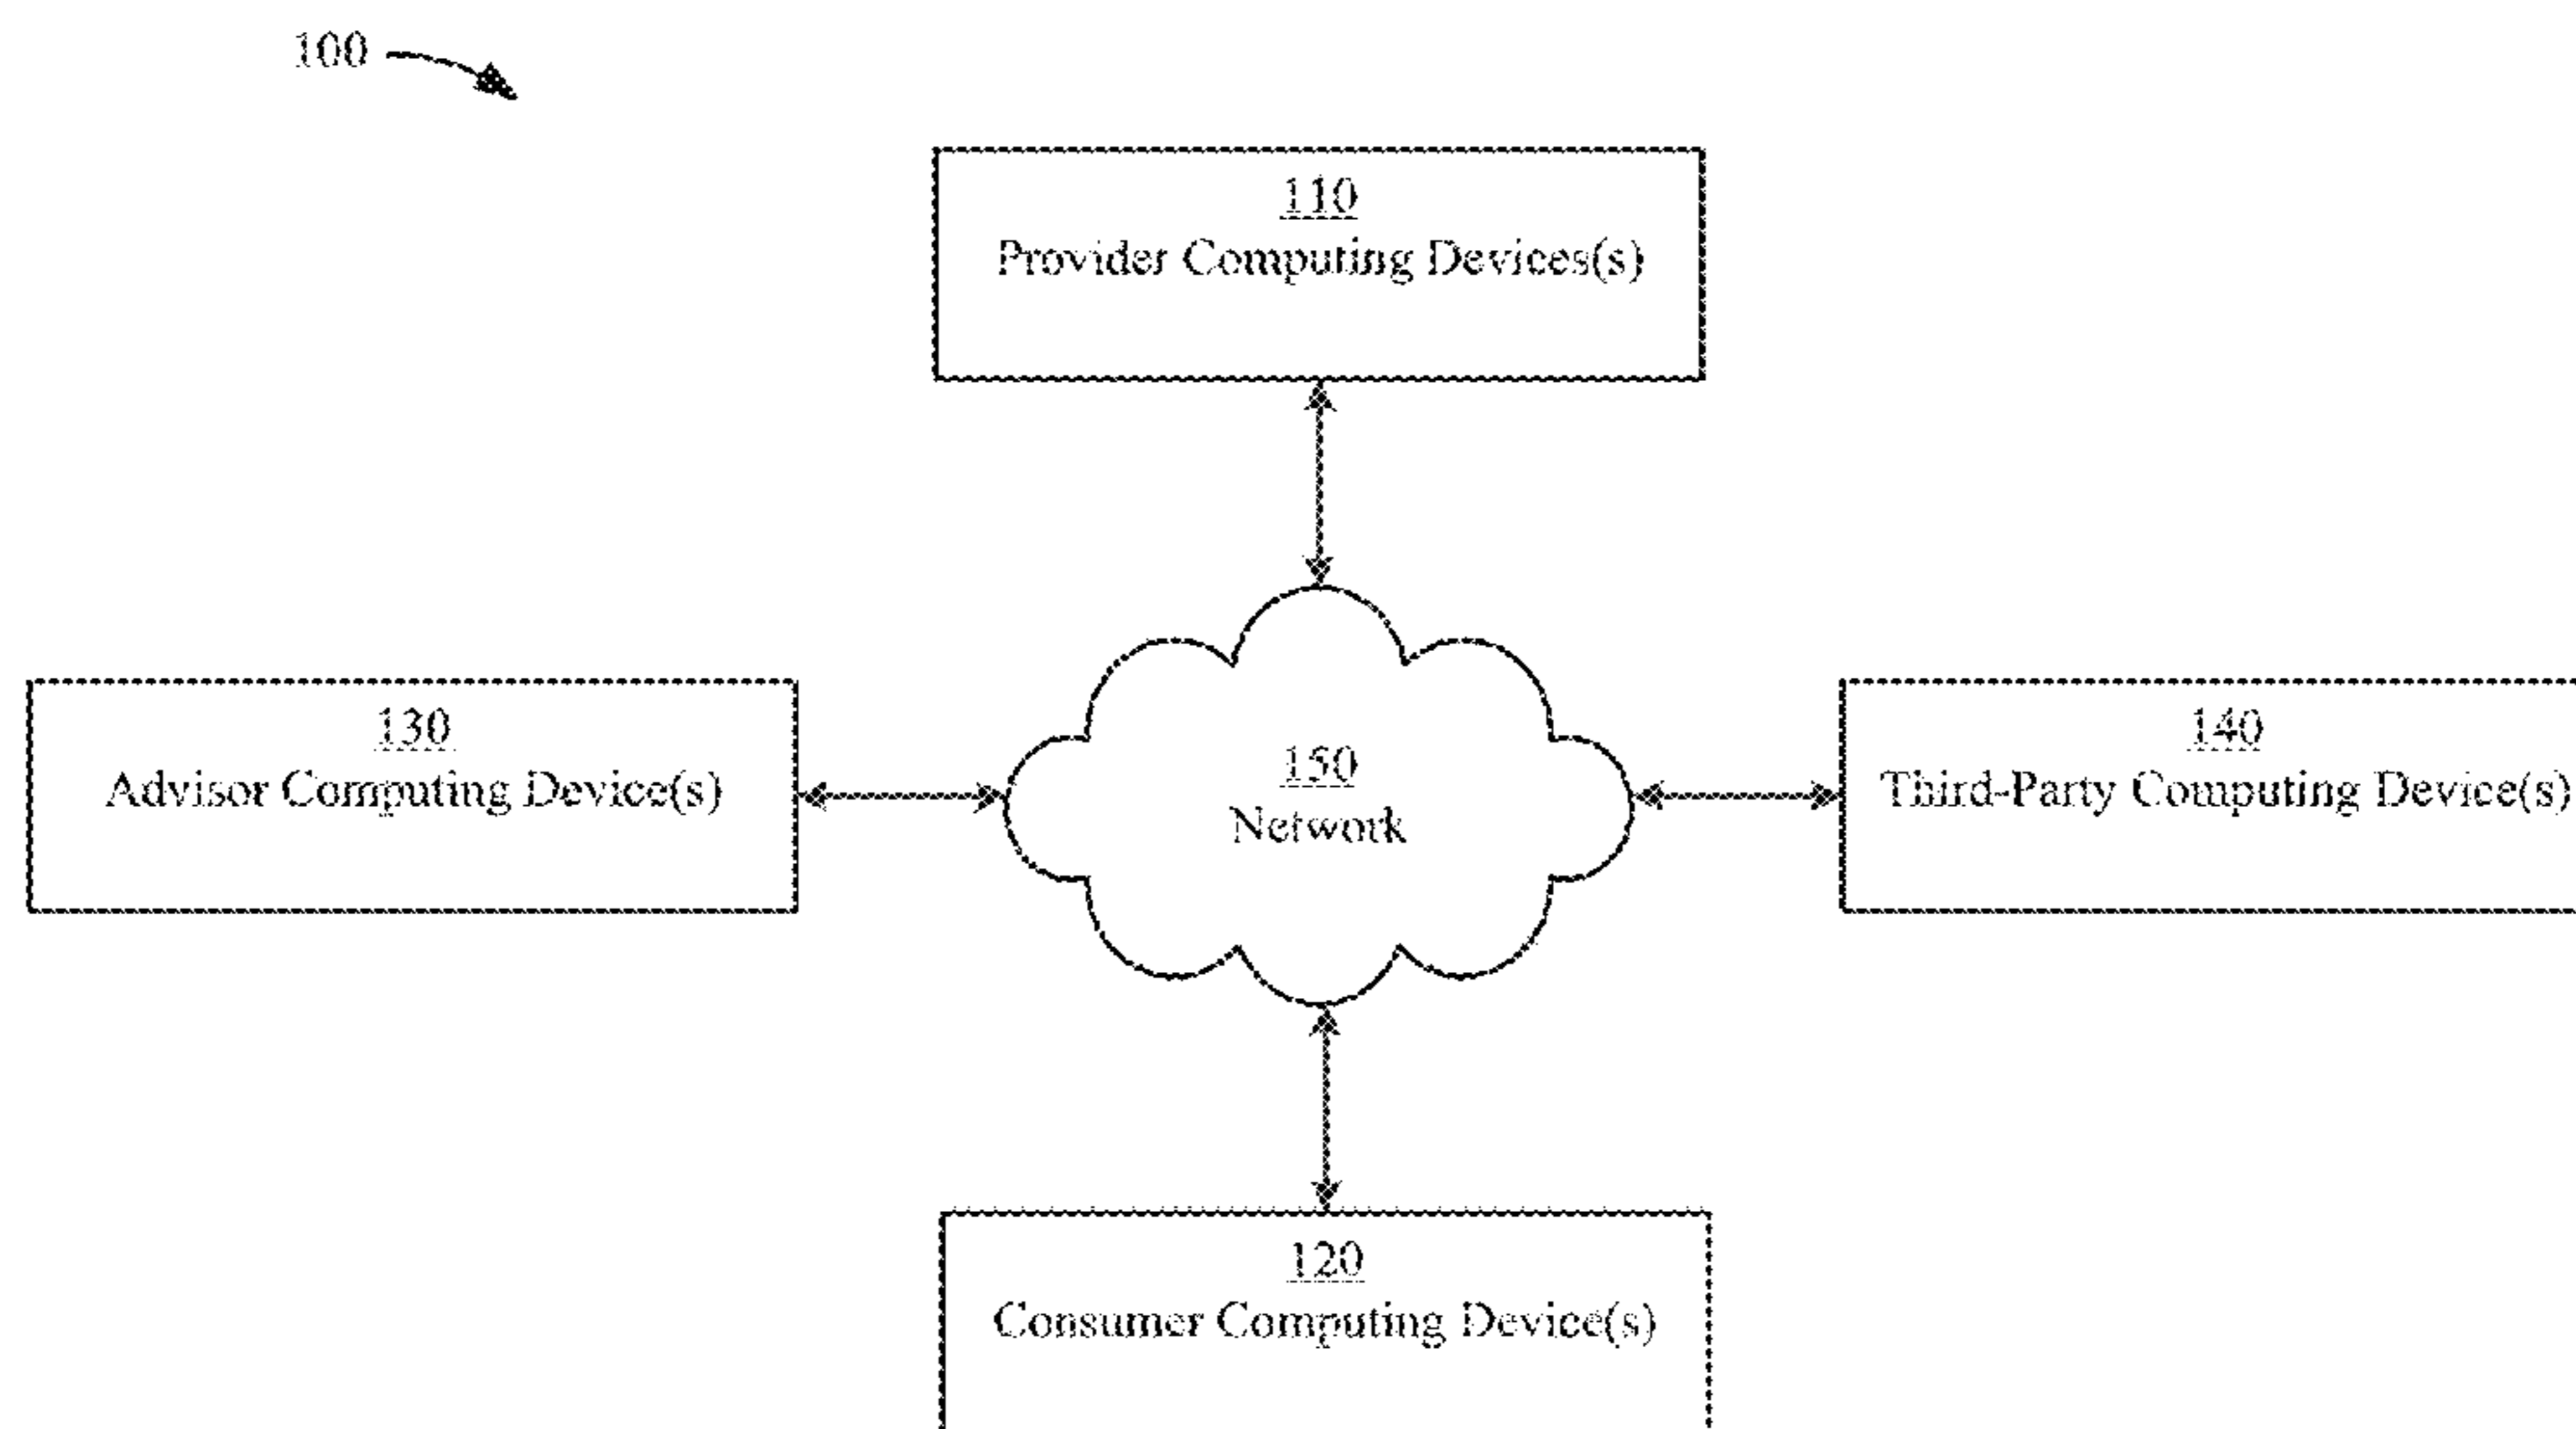 100
110
Provider Computing Devices(s)
130
Advisor Computing Device(s)
150
Network
140
Third-Party Computing Device(s)
120
Consumer Computing Device(s)